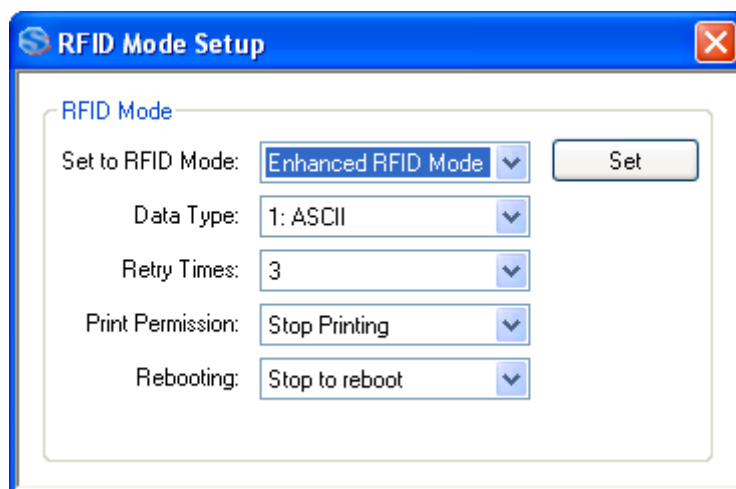 RFID Mode Setup
RFID Mode
Set to RFID Mode: Enhanced RFID Mode Set
Data Type: 1: ASCII
Retry Times: 3
Print Permission: Stop Printing
Rebooting: Stop to reboot